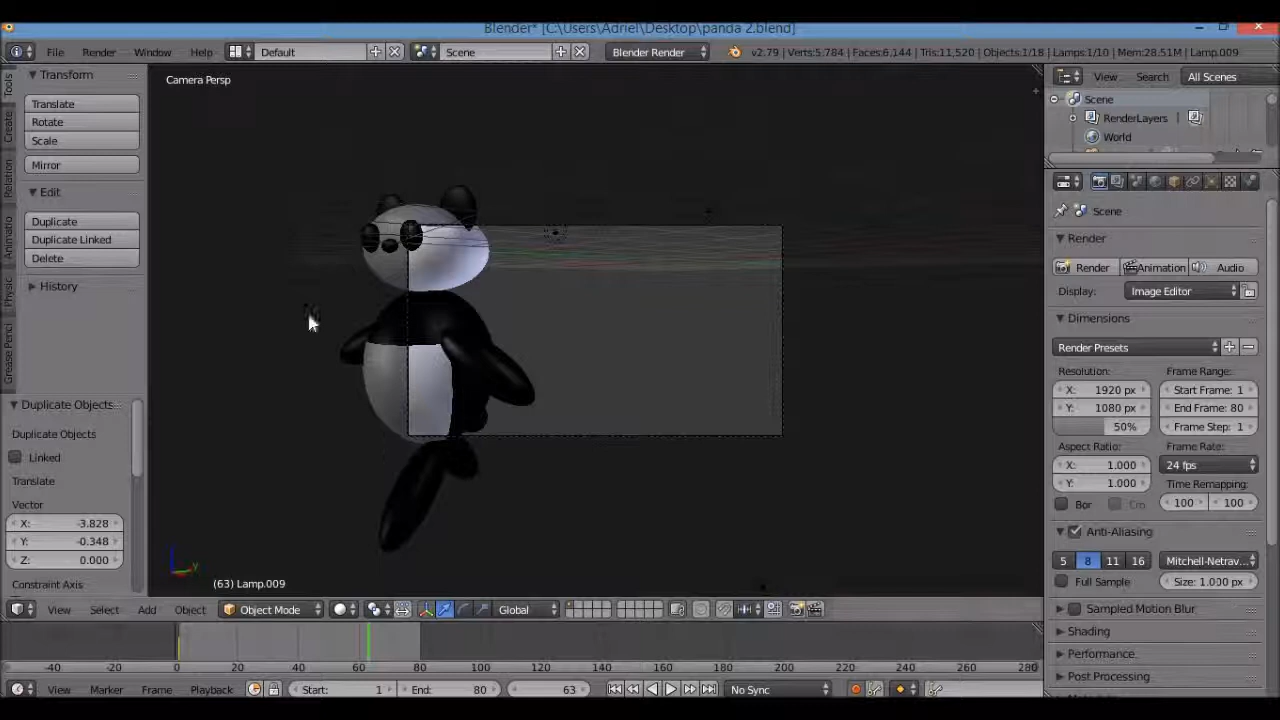 Blender* [C:\Users\Adriel\Desktop\panda 2.blend]
File Render Window Help Default Scene Blender Render v2.79 | Verts:5,784 | Faces:6,144 | Tris:11,520 | Objects:1/18 | Lamps:1/10 | Mem:28.51M | Lamp.009
Transform
Translate
Rotate
Scale
Mirror
Edit
Duplicate
Duplicate Linked
Delete
History
Tools
Create
Relation
Animatio
Physic
Grease Penci
Duplicate Objects
Duplicate Objects
Linked
Translate
Vector
X: -3.828
Y: -0.348
Z: 0.000
Constraint Axis
Camera Persp
y
(63) Lamp.009
View Select Add Object Object Mode Global
-40 -20 0 20 40 60 80 100 120 140 160 180 200 220 240 260 280
View Marker Frame Playback Start: 1 End: 80 63 No Sync
View Search All Scenes
Scene
RenderLayers
World
Scene
Render
Render Animation Audio
Display: Image Editor
Dimensions
Render Presets
Resolution: Frame Range:
X: 1920 px Start Frame: 1
Y: 1080 px End Frame: 80
50% Frame Step: 1
Aspect Ratio: Frame Rate:
X: 1.000 24 fps
Y: 1.000 Time Remapping:
Bor Cro 100 100
Anti-Aliasing
5 8 11 16 Mitchell-Netrav...
Full Sample Size: 1.000 px
Sampled Motion Blur
Shading
Performance
Post Processing